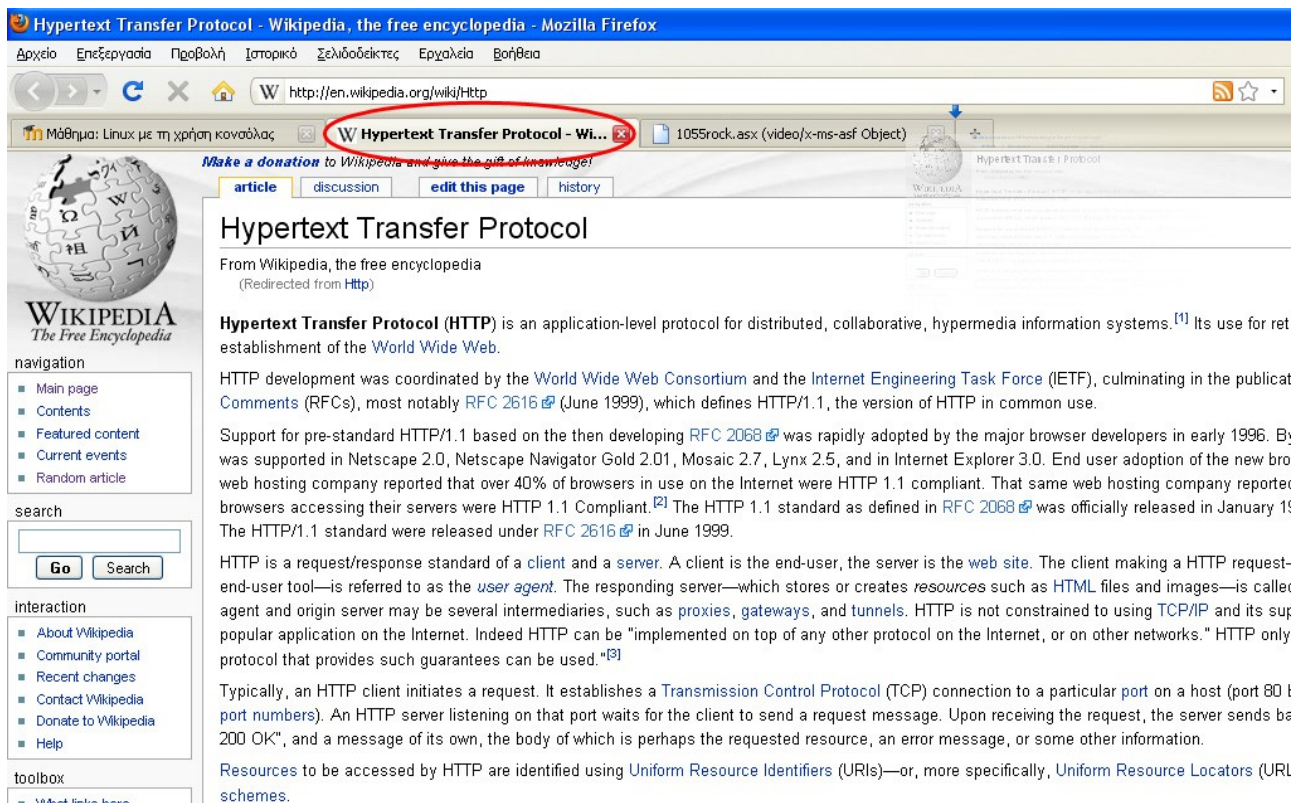 Hypertext Transfer Protocol - Wikipedia, the free encyclopedia - Mozilla Firefox
Αρχείο Επεξεργασία Προβολή Ιστορικό Σελιδοδείκτες Εργαλεία Βοήθεια
W http://en.wikipedia.org/wiki/Http
Μάθημα: Linux με τη χρήση κονσόλας
W Hypertext Transfer Protocol - Wi...
1055rock.asx (video/x-ms-asf Object)
Make a donation to Wikipedia and give the gift of knowledge!
article discussion edit this page history
Hypertext Transfer Protocol
Hypertext Transfer Protocol
From Wikipedia, the free encyclopedia
(Redirected from Http)
WIKIPEDIA
The Free Encyclopedia
navigation
Main page
Contents
Featured content
Current events
Random article
search
Go Search
interaction
About Wikipedia
Community portal
Recent changes
Contact Wikipedia
Donate to Wikipedia
Help
toolbox
What links here
Hypertext Transfer Protocol (HTTP) is an application-level protocol for distributed, collaborative, hypermedia information systems.[1] Its use for ret
establishment of the World Wide Web.
HTTP development was coordinated by the World Wide Web Consortium and the Internet Engineering Task Force (IETF), culminating in the publicat
Comments (RFCs), most notably RFC 2616 (June 1999), which defines HTTP/1.1, the version of HTTP in common use.
Support for pre-standard HTTP/1.1 based on the then developing RFC 2068 was rapidly adopted by the major browser developers in early 1996. By
was supported in Netscape 2.0, Netscape Navigator Gold 2.01, Mosaic 2.7, Lynx 2.5, and in Internet Explorer 3.0. End user adoption of the new bro
web hosting company reported that over 40% of browsers in use on the Internet were HTTP 1.1 compliant. That same web hosting company reported
browsers accessing their servers were HTTP 1.1 Compliant.[2] The HTTP 1.1 standard as defined in RFC 2068 was officially released in January 19
The HTTP/1.1 standard were released under RFC 2616 in June 1999.
HTTP is a request/response standard of a client and a server. A client is the end-user, the server is the web site. The client making a HTTP request—
end-user tool—is referred to as the user agent. The responding server—which stores or creates resources such as HTML files and images—is called
agent and origin server may be several intermediaries, such as proxies, gateways, and tunnels. HTTP is not constrained to using TCP/IP and its sup
popular application on the Internet. Indeed HTTP can be "implemented on top of any other protocol on the Internet, or on other networks." HTTP only
protocol that provides such guarantees can be used."[3]
Typically, an HTTP client initiates a request. It establishes a Transmission Control Protocol (TCP) connection to a particular port on a host (port 80 b
port numbers). An HTTP server listening on that port waits for the client to send a request message. Upon receiving the request, the server sends ba
200 OK", and a message of its own, the body of which is perhaps the requested resource, an error message, or some other information.
Resources to be accessed by HTTP are identified using Uniform Resource Identifiers (URIs)—or, more specifically, Uniform Resource Locators (URL
schemes.